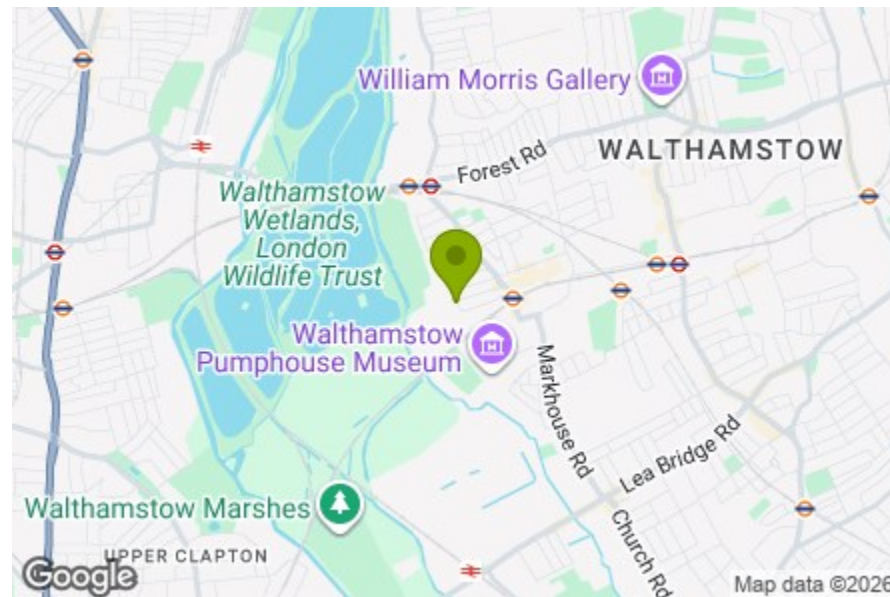 William Morris Gallery
WALTHAMSTOW
Forest Rd
Walthamstow
Wetlands,
London
Wildlife Trust
Walthamstow
Pumphouse Museum
Markhouse Rd
Lea Bridge Rd
Walthamstow Marshes
Church Rd
UPPER CLAPTON
Google
Map data ©2026